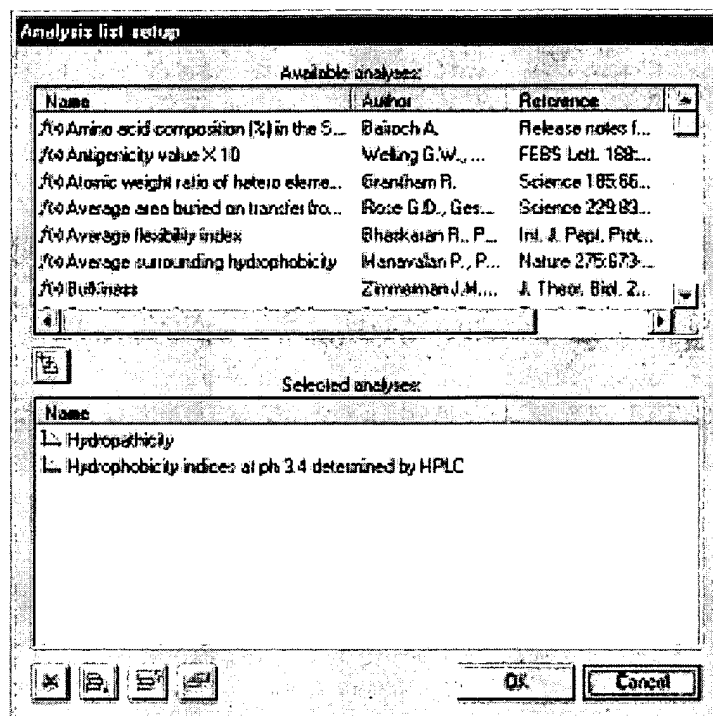 Analysis list setup
Available analyses:
Name Author Reference
f(x) Amino acid composition (%) in the S... Bairoch A. Release notes f...
f(x) Antigenicity value X 10 Welling G.W., ... FEBS Lett. 188:...
f(x) Atomic weight ratio of hetero eleme... Grantham R. Science 185:86...
f(x) Average area buried on transfer fro... Rose G.D., Ges... Science 229:83...
f(x) Average flexibility index Bhaskaran R., P... Int. J. Pept. Prot...
f(x) Average surrounding hydrophobicity Manavalan P., P... Nature 275:673-...
f(x) Bulkiness Zimmerman J.M.... J. Theor. Biol. 2...
Selected analyses:
Name
Hydropathicity
Hydrophobicity indices at ph 3.4 determined by HPLC
OK Cancel